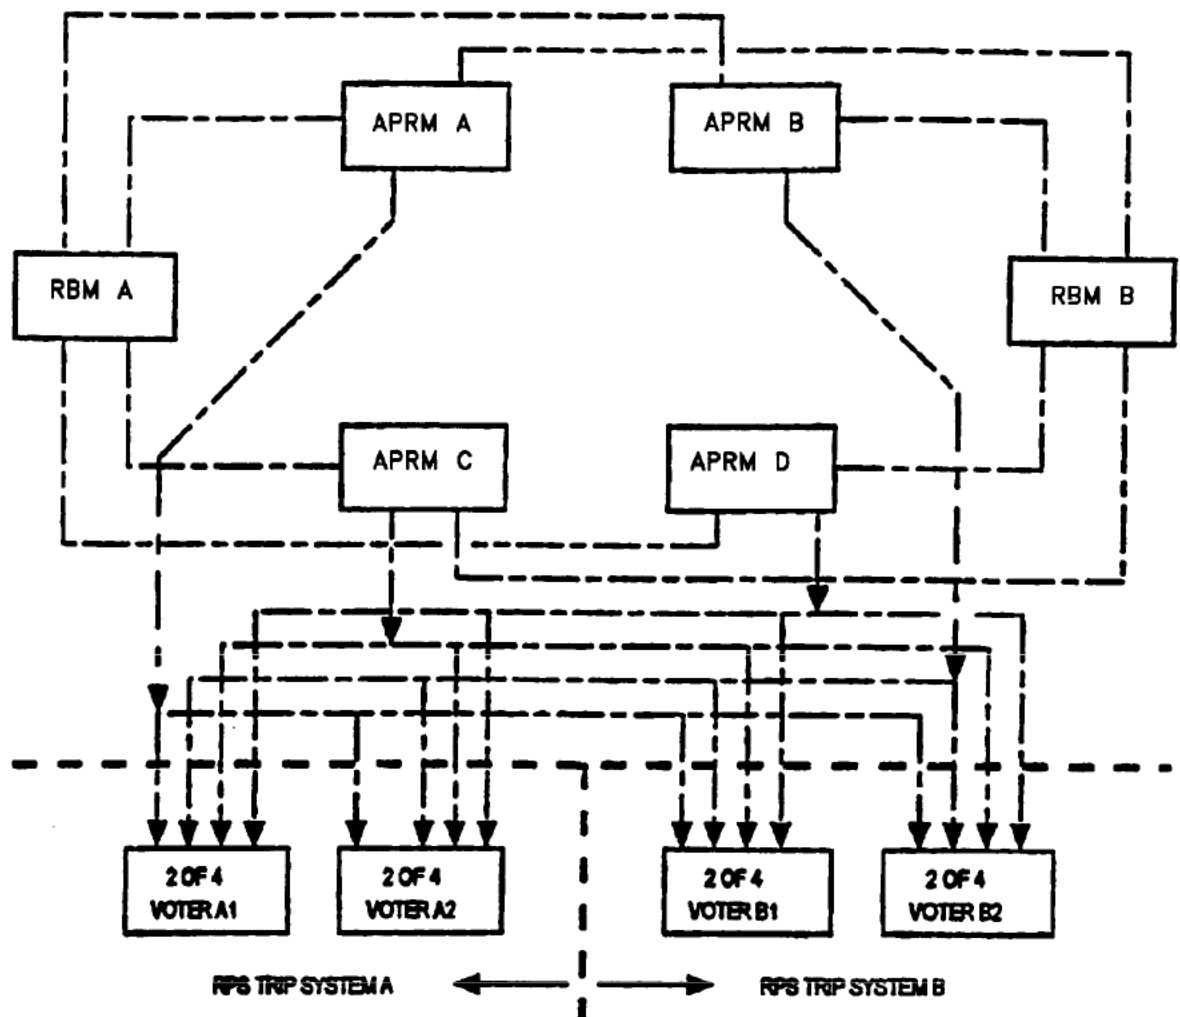 APRM A
APRM B
RBM A
RBM B
APRM C
APRM D
2 OF 4
VOTER A1
2 OF 4
VOTER A2
2 OF 4
VOTER B1
2 OF 4
VOTER B2
RPS TRIP SYSTEM A
RPS TRIP SYSTEM B